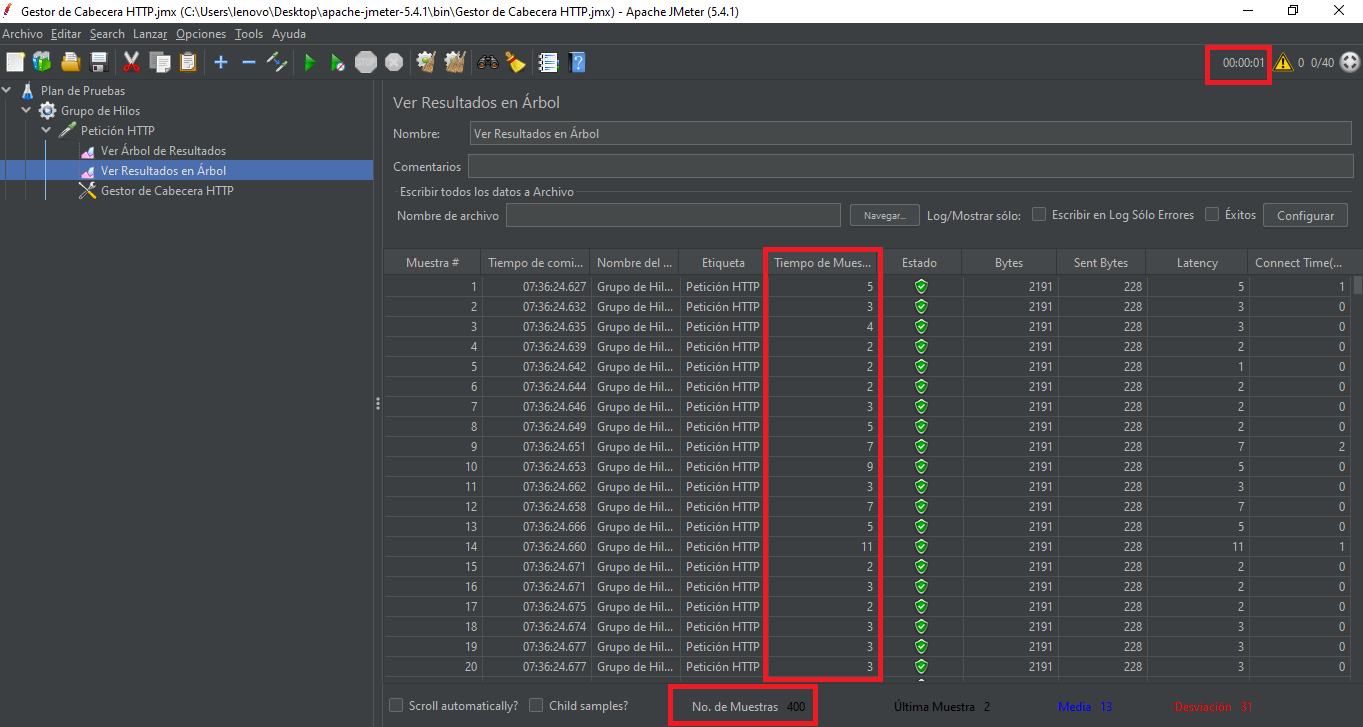 Gestor de Cabecera HTTP.jmx (C:\Users\lenovo\Desktop\apache-jmeter-5.4.1\bin\Gestor de Cabecera HTTP.jmx) - Apache JMeter (5.4.1)
Archivo Editar Search Lanzar Opciones Tools Ayuda
STOP 00:00:01 0 0/40
Plan de Pruebas
Grupo de Hilos
Petición HTTP
Ver Árbol de Resultados
Ver Resultados en Árbol
Gestor de Cabecera HTTP
Ver Resultados en Árbol
Nombre: Ver Resultados en Árbol
Comentarios
Escribir todos los datos a Archivo
Nombre de archivo Navegar... Log/Mostrar sólo: Escribir en Log Sólo Errores Éxitos Configurar
Muestra # Tiempo de comi... Nombre del ... Etiqueta Tiempo de Mues... Estado Bytes Sent Bytes Latency Connect Time(...
1 07:36:24.627 Grupo de Hil... Petición HTTP 5 2191 228 5 1
2 07:36:24.632 Grupo de Hil... Petición HTTP 3 2191 228 3 0
3 07:36:24.635 Grupo de Hil... Petición HTTP 4 2191 228 3 0
4 07:36:24.639 Grupo de Hil... Petición HTTP 2 2191 228 2 0
5 07:36:24.642 Grupo de Hil... Petición HTTP 2 2191 228 1 0
6 07:36:24.644 Grupo de Hil... Petición HTTP 2 2191 228 2 0
7 07:36:24.646 Grupo de Hil... Petición HTTP 3 2191 228 2 0
8 07:36:24.649 Grupo de Hil... Petición HTTP 5 2191 228 2 0
9 07:36:24.651 Grupo de Hil... Petición HTTP 7 2191 228 7 2
10 07:36:24.653 Grupo de Hil... Petición HTTP 9 2191 228 5 0
11 07:36:24.662 Grupo de Hil... Petición HTTP 3 2191 228 3 0
12 07:36:24.658 Grupo de Hil... Petición HTTP 7 2191 228 7 0
13 07:36:24.666 Grupo de Hil... Petición HTTP 5 2191 228 5 0
14 07:36:24.660 Grupo de Hil... Petición HTTP 11 2191 228 11 1
15 07:36:24.671 Grupo de Hil... Petición HTTP 2 2191 228 2 0
16 07:36:24.671 Grupo de Hil... Petición HTTP 3 2191 228 2 0
17 07:36:24.675 Grupo de Hil... Petición HTTP 2 2191 228 2 0
18 07:36:24.674 Grupo de Hil... Petición HTTP 3 2191 228 3 0
19 07:36:24.677 Grupo de Hil... Petición HTTP 3 2191 228 3 0
20 07:36:24.677 Grupo de Hil... Petición HTTP 3 2191 228 3 0
Scroll automatically? Child samples? No. de Muestras 400 Última Muestra 2 Media 13 Desviación 31